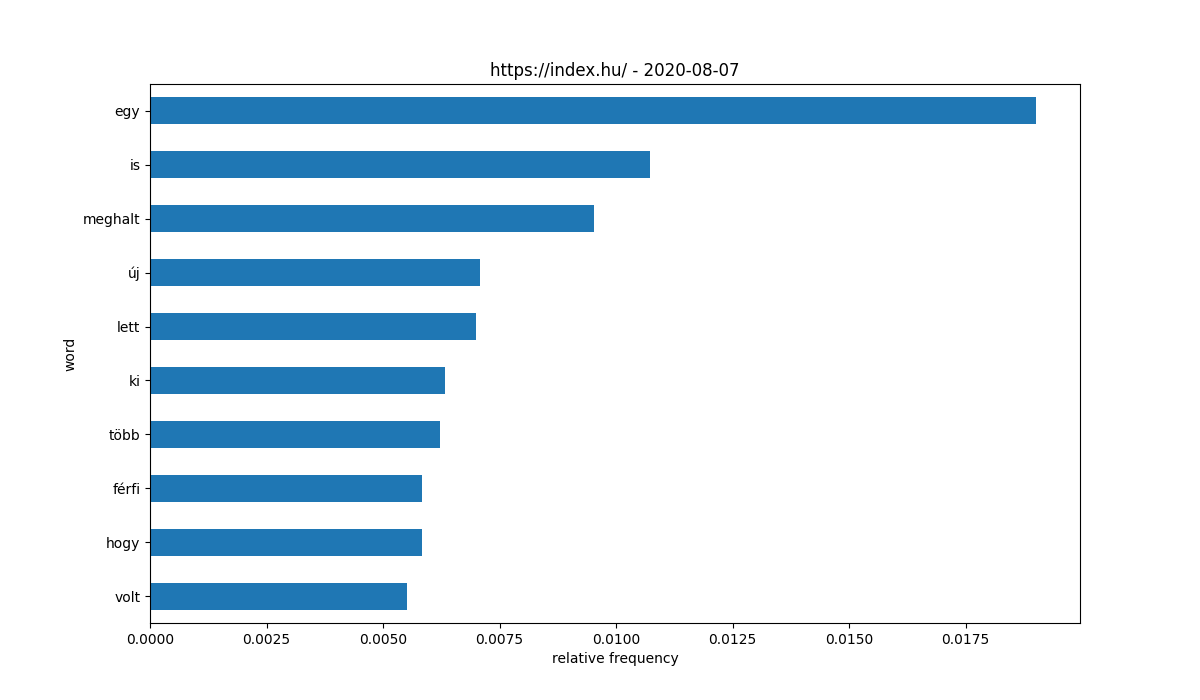 https://index.hu/ - 2020-08-07
egy
is
meghalt
új
lett
ki
több
férfi
hogy
volt
word
0.0000 0.0025 0.0050 0.0075 0.0100 0.0125 0.0150 0.0175
relative frequency